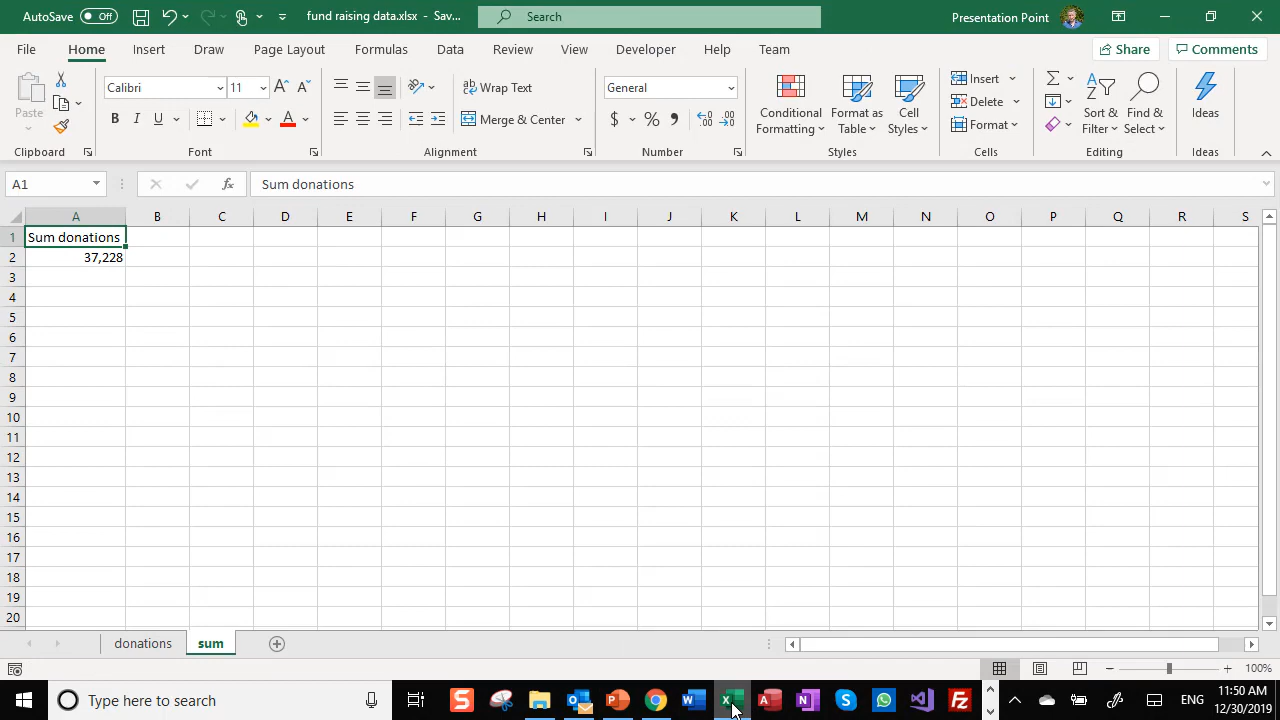 AutoSave Off fund raising data.xlsx - Sav... Search Presentation Point
File Home Insert Draw Page Layout Formulas Data Review View Developer Help Team Share Comments
Paste
Clipboard
Calibri 11
B I U A
Font
Wrap Text
Merge & Center
Alignment
General
$ %
Number
Conditional Formatting
Format as Table
Cell Styles
Styles
Insert
Delete
Format
Cells
Sort & Filter
Find & Select
Editing
Ideas
Ideas
A1 fx Sum donations
A B C D E F G H I J K L M N O P Q R S
1 Sum donations
2 37,228
3
4
5
6
7
8
9
10
11
12
13
14
15
16
17
18
19
20
donations sum
100%
Type here to search ENG 11:50 AM
12/30/2019